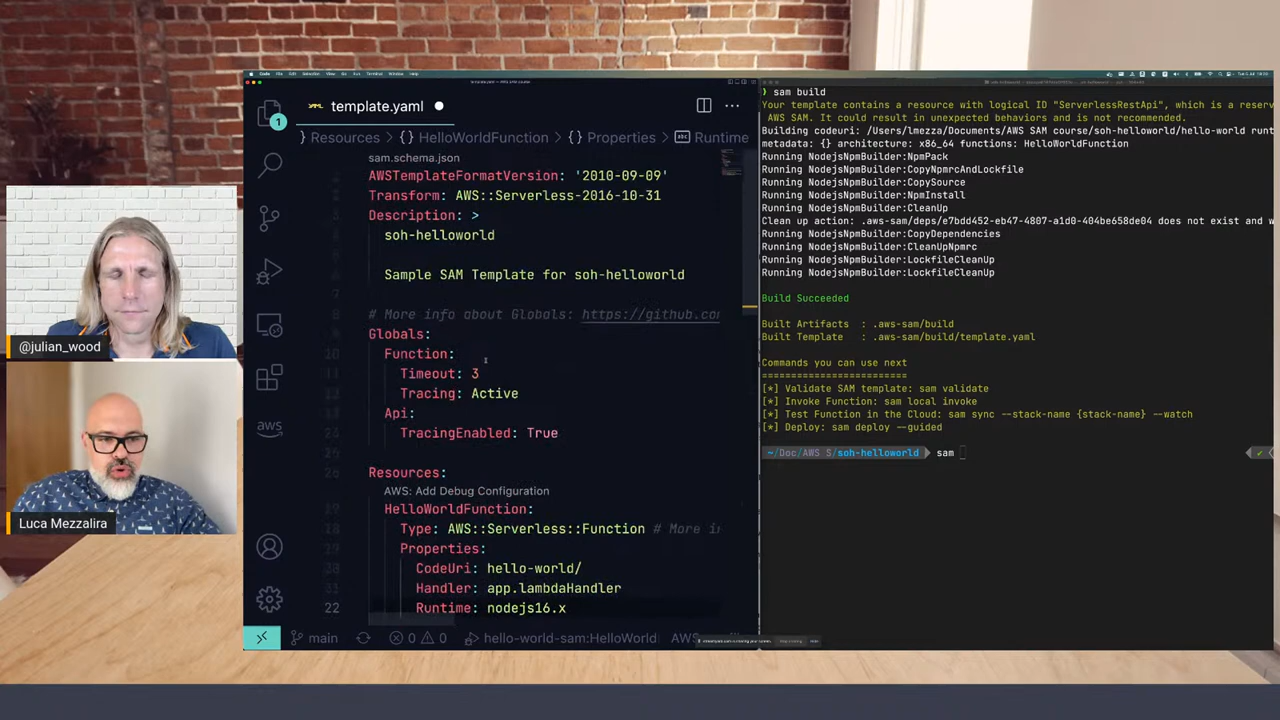 template.yaml
1
Resources
{} HelloWorldFunction
{} Properties
Runtime
sam.schema.json
AWSTemplateFormatVersion: '2010-09-09'
Transform: AWS::Serverless-2016-10-31
Description: >
soh-helloworld
Sample SAM Template for soh-helloworld
# More info about Globals: https://github.co
Globals:
Function:
Timeout: 3
Tracing: Active
Api:
TracingEnabled: True
Resources:
AWS: Add Debug Configuration
HelloWorldFunction:
Type: AWS::Serverless::Function # More i
Properties:
CodeUri: hello-world/
Handler: app.lambdaHandler
22 Runtime: nodejs16.x
aws
main
0
0
hello-world-sam:HelloWorld
AWS
sam build
Your template contains a resource with logical ID "ServerlessRestApi", which is a reser
AWS SAM. It could result in unexpected behaviors and is not recommended.
Building codeuri: /Users/lmezza/Documents/AWS SAM course/soh-helloworld/hello-world runt
metadata: {} architecture: x86_64 functions: HelloWorldFunction
Running NodejsNpmBuilder:NpmPack
Running NodejsNpmBuilder:CopyNpmrcAndLockfile
Running NodejsNpmBuilder:CopySource
Running NodejsNpmBuilder:NpmInstall
Running NodejsNpmBuilder:CleanUp
Clean up action: .aws-sam/deps/e7bdd452-eb47-4807-a1d0-404be658de04 does not exist and w
Running NodejsNpmBuilder:CopyDependencies
Running NodejsNpmBuilder:CleanUpNpmrc
Running NodejsNpmBuilder:LockfileCleanUp
Running NodejsNpmBuilder:LockfileCleanUp
Build Succeeded
Built Artifacts : .aws-sam/build
Built Template : .aws-sam/build/template.yaml
Commands you can use next
=========================
[*] Validate SAM template: sam validate
[*] Invoke Function: sam local invoke
[*] Test Function in the Cloud: sam sync --stack-name {stack-name} --watch
[*] Deploy: sam deploy --guided
~/Doc/AWS S/soh-helloworld sam
@julian_wood
Luca Mezzalira